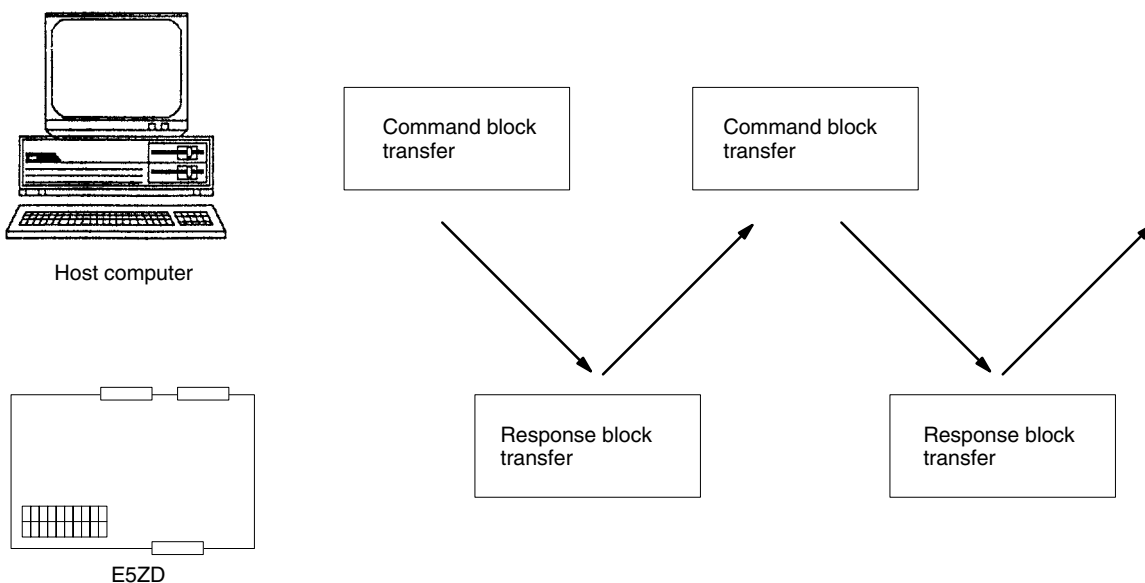 Command block
transfer
Command block
transfer
Host computer
Response block
transfer
Response block
transfer
E5ZD